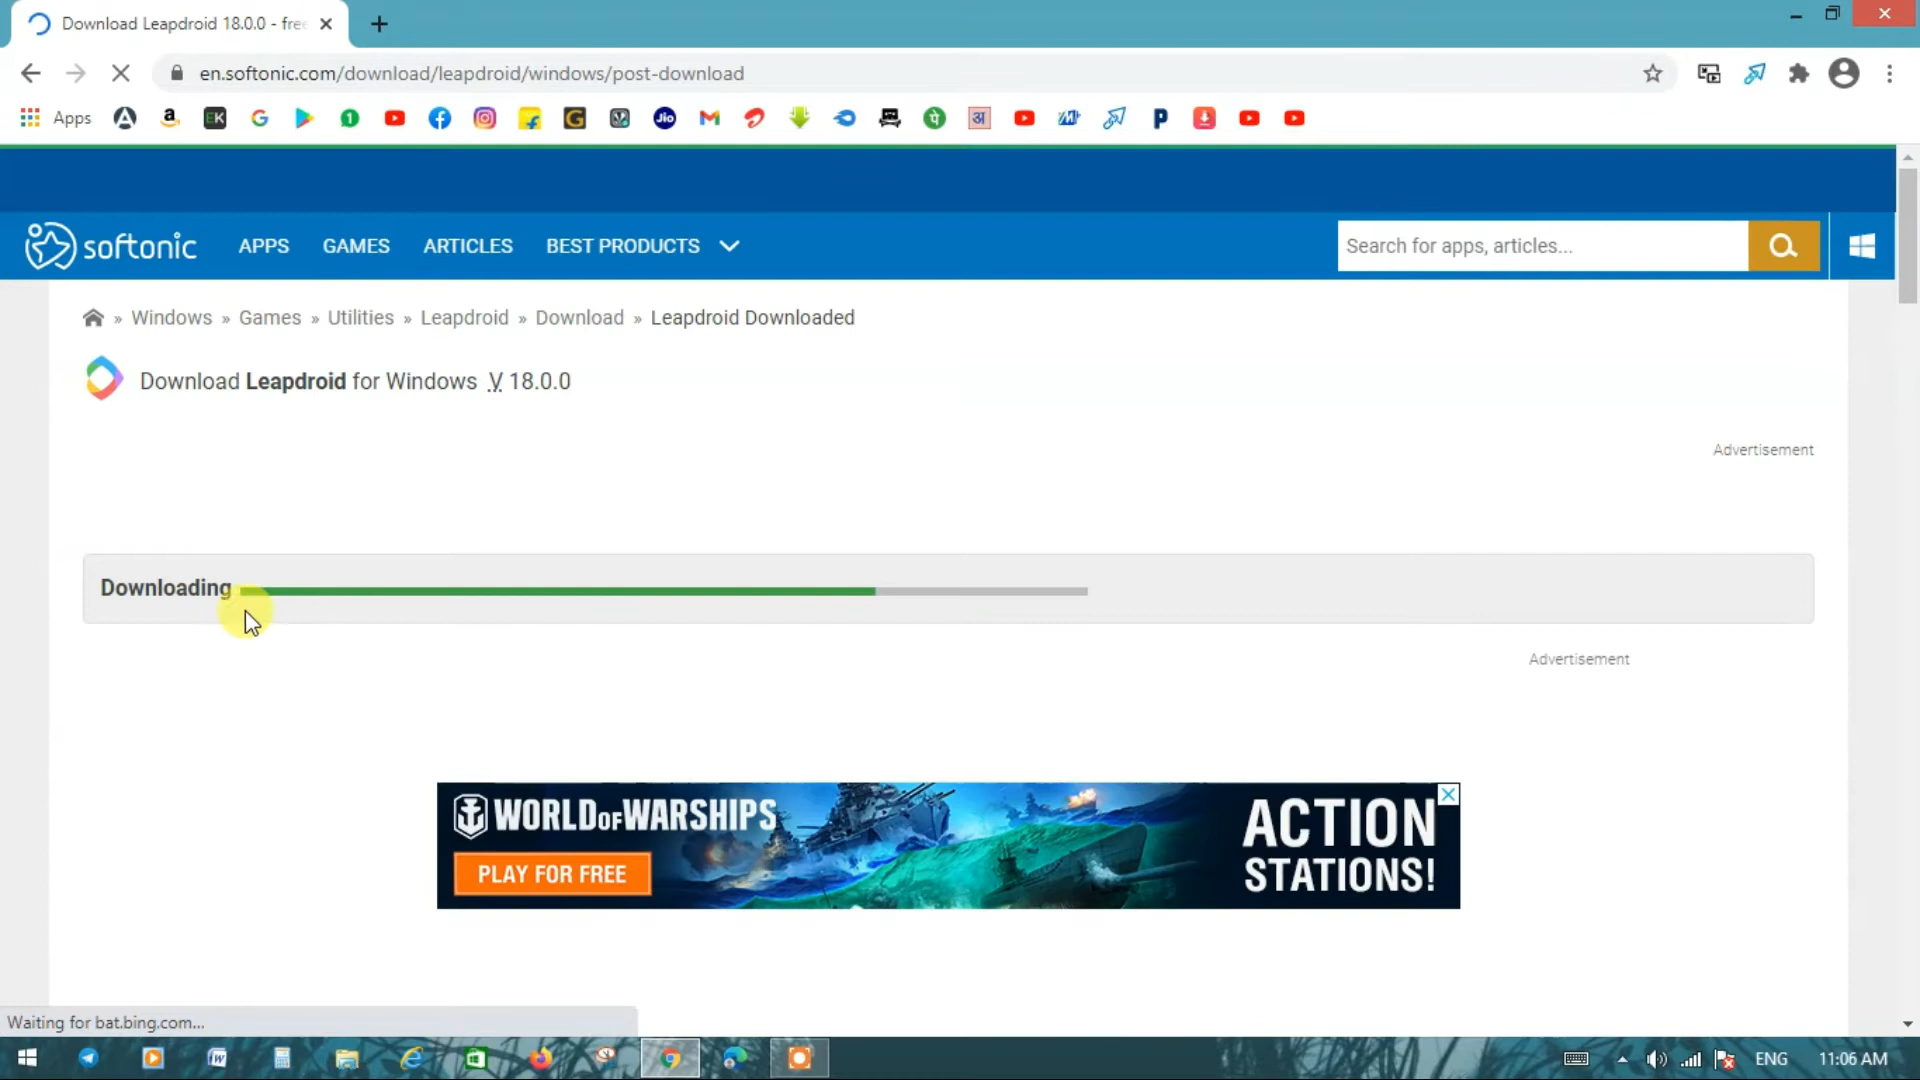 Download Leapdroid 18.0.0 - free
en.softonic.com/download/leapdroid/windows/post-download
Apps
softonic
APPS
GAMES
ARTICLES
BEST PRODUCTS
Search for apps, articles...
» Windows » Games » Utilities » Leapdroid » Download » Leapdroid Downloaded
Download Leapdroid for Windows V 18.0.0
Advertisement
Downloading
Advertisement
WORLD OF WARSHIPS
PLAY FOR FREE
ACTION
STATIONS!
Waiting for bat.bing.com...
ENG
11:06 AM